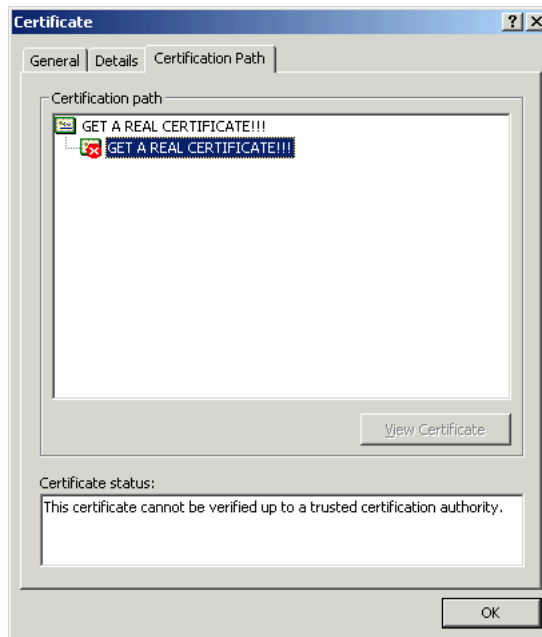 Certificate
General
Details
Certification Path
Certification path
GET A REAL CERTIFICATE!!!
GET A REAL CERTIFICATE!!!
View Certificate
Certificate status:
This certificate cannot be verified up to a trusted certification authority.
OK